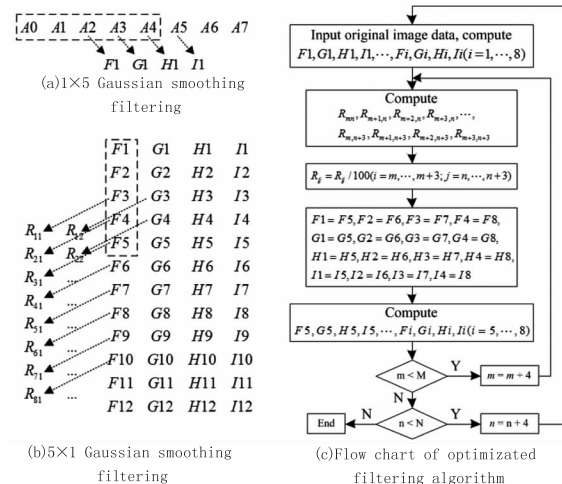 A0 A1 A2 A3 A4 A5 A6 A7
F1 G1 H1 I1
(a)1×5 Gaussian smoothing
filtering
F1 G1 H1 I1
F2 G2 H2 I2
F3 G3 H3 I3
R11 R12 F4 G4 H4 I4
R21 R22 F5 G5 H5 I5
R31 ... F6 G6 H6 I6
R41 ... F7 G7 H7 I7
R51 ... F8 G8 H8 I8
R61 ... F9 G9 H9 I9
R71 ... F10 G10 H10 I10
R81 ... F11 G11 H11 I11
F12 G12 H12 I12
(b)5×1 Gaussian smoothing
filtering
Input original image data, compute
F1,G1,H1,I1,⋯,Fi,Gi,Hi,Ii(i=1,⋯,8)
Compute
Rmn,Rm+1,n,Rm+2,n,Rm+3,n,⋯,
Rm,n+3,Rm+1,n+3,Rm+2,n+3,Rm+3,n+3
Rij = Rij/100(i=m,⋯,m+3; j=n,⋯,n+3)
F1=F5,F2=F6,F3=F7,F4=F8,
G1=G5,G2=G6,G3=G7,G4=G8,
H1=H5,H2=H6,H3=H7,H4=H8,
I1=I5,I2=I6,I3=I7,I4=I8
Compute
F5,G5,H5,I5,⋯,Fi,Gi,Hi,Ii(i=5,⋯,8)
m < M
Y
m = m + 4
N
n < N
N
End
Y
n = n + 4
(c)Flow chart of optimizated
filtering algorithm